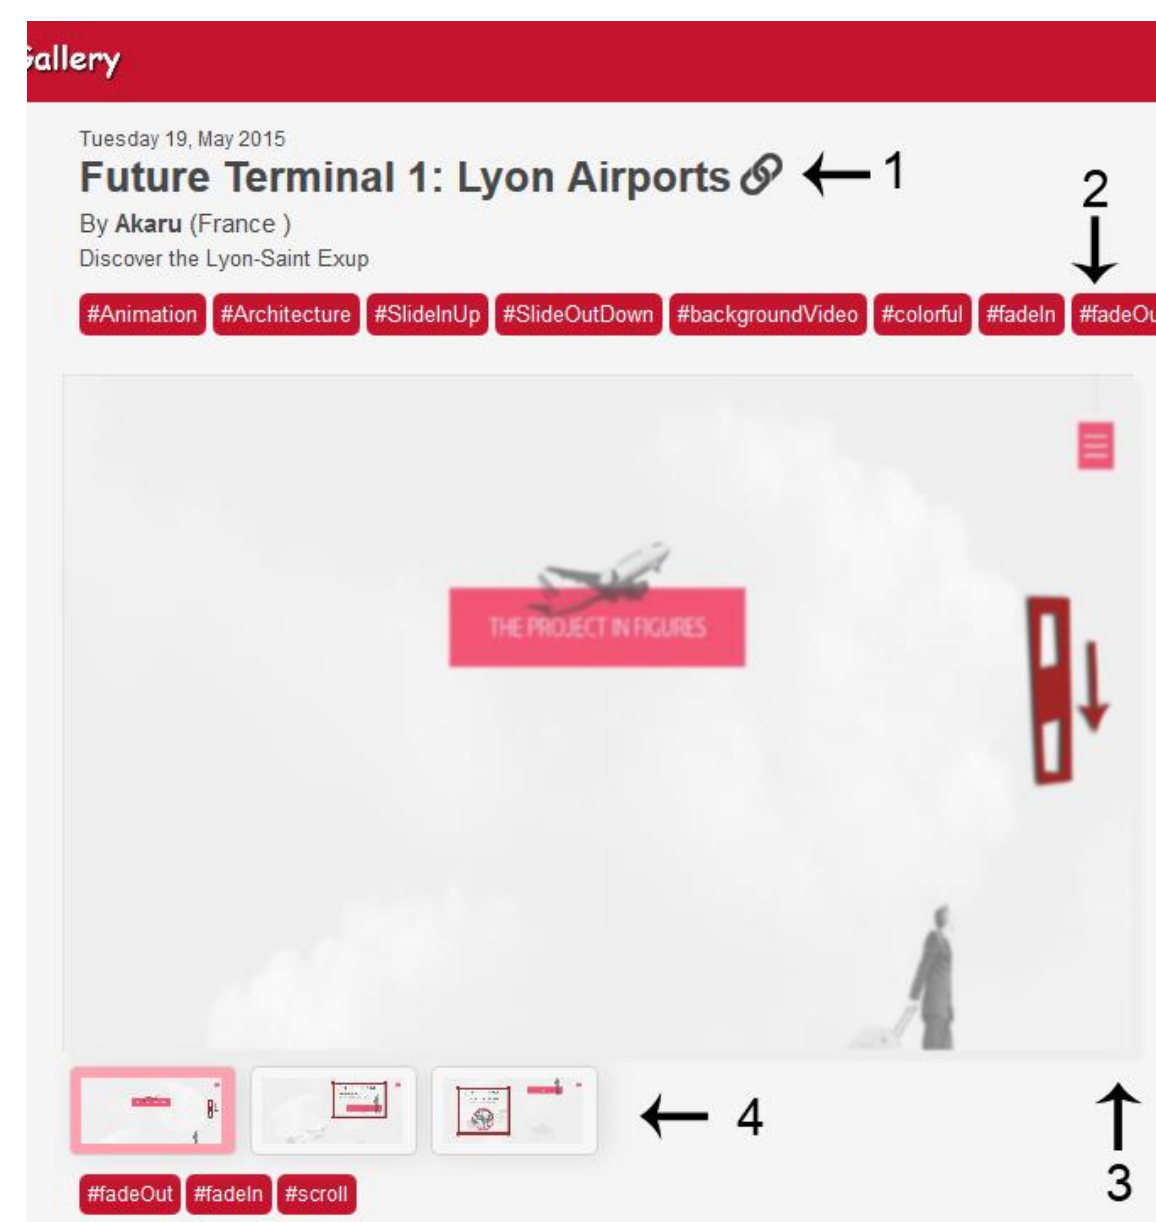 Gallery
Tuesday 19, May 2015
Future Terminal 1: Lyon Airports
1
By Akaru (France )
2
Discover the Lyon-Saint Exup
#Animation #Architecture #SlideInUp #SlideOutDown #backgroundVideo #colorful #fadeIn #fadeOu
THE PROJECT IN FIGURES
4
3
#fadeOut #fadeIn #scroll